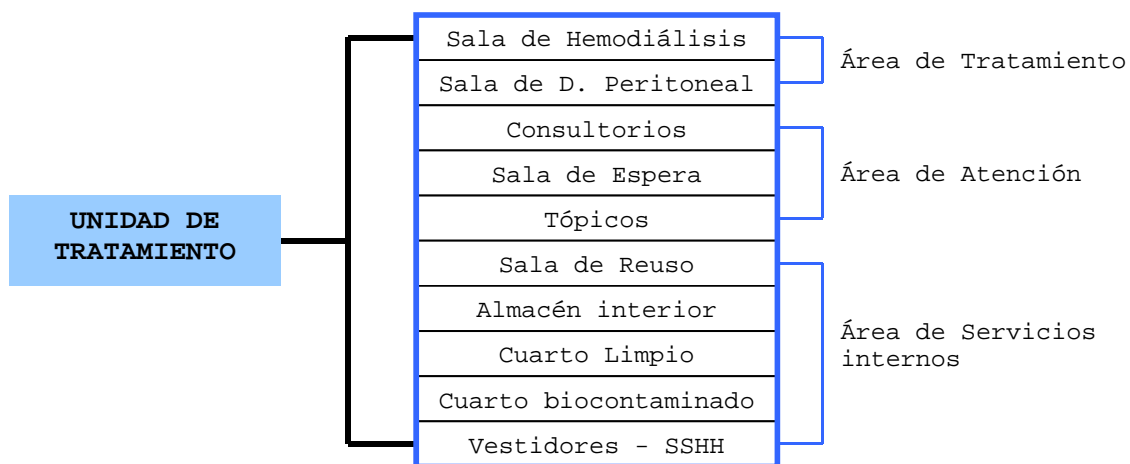 UNIDAD DE
TRATAMIENTO
Sala de Hemodiálisis
Sala de D. Peritoneal
Consultorios
Sala de Espera
Tópicos
Sala de Reuso
Almacén interior
Cuarto Limpio
Cuarto biocontaminado
Vestidores - SSHH
Área de Tratamiento
Área de Atención
Área de Servicios
internos